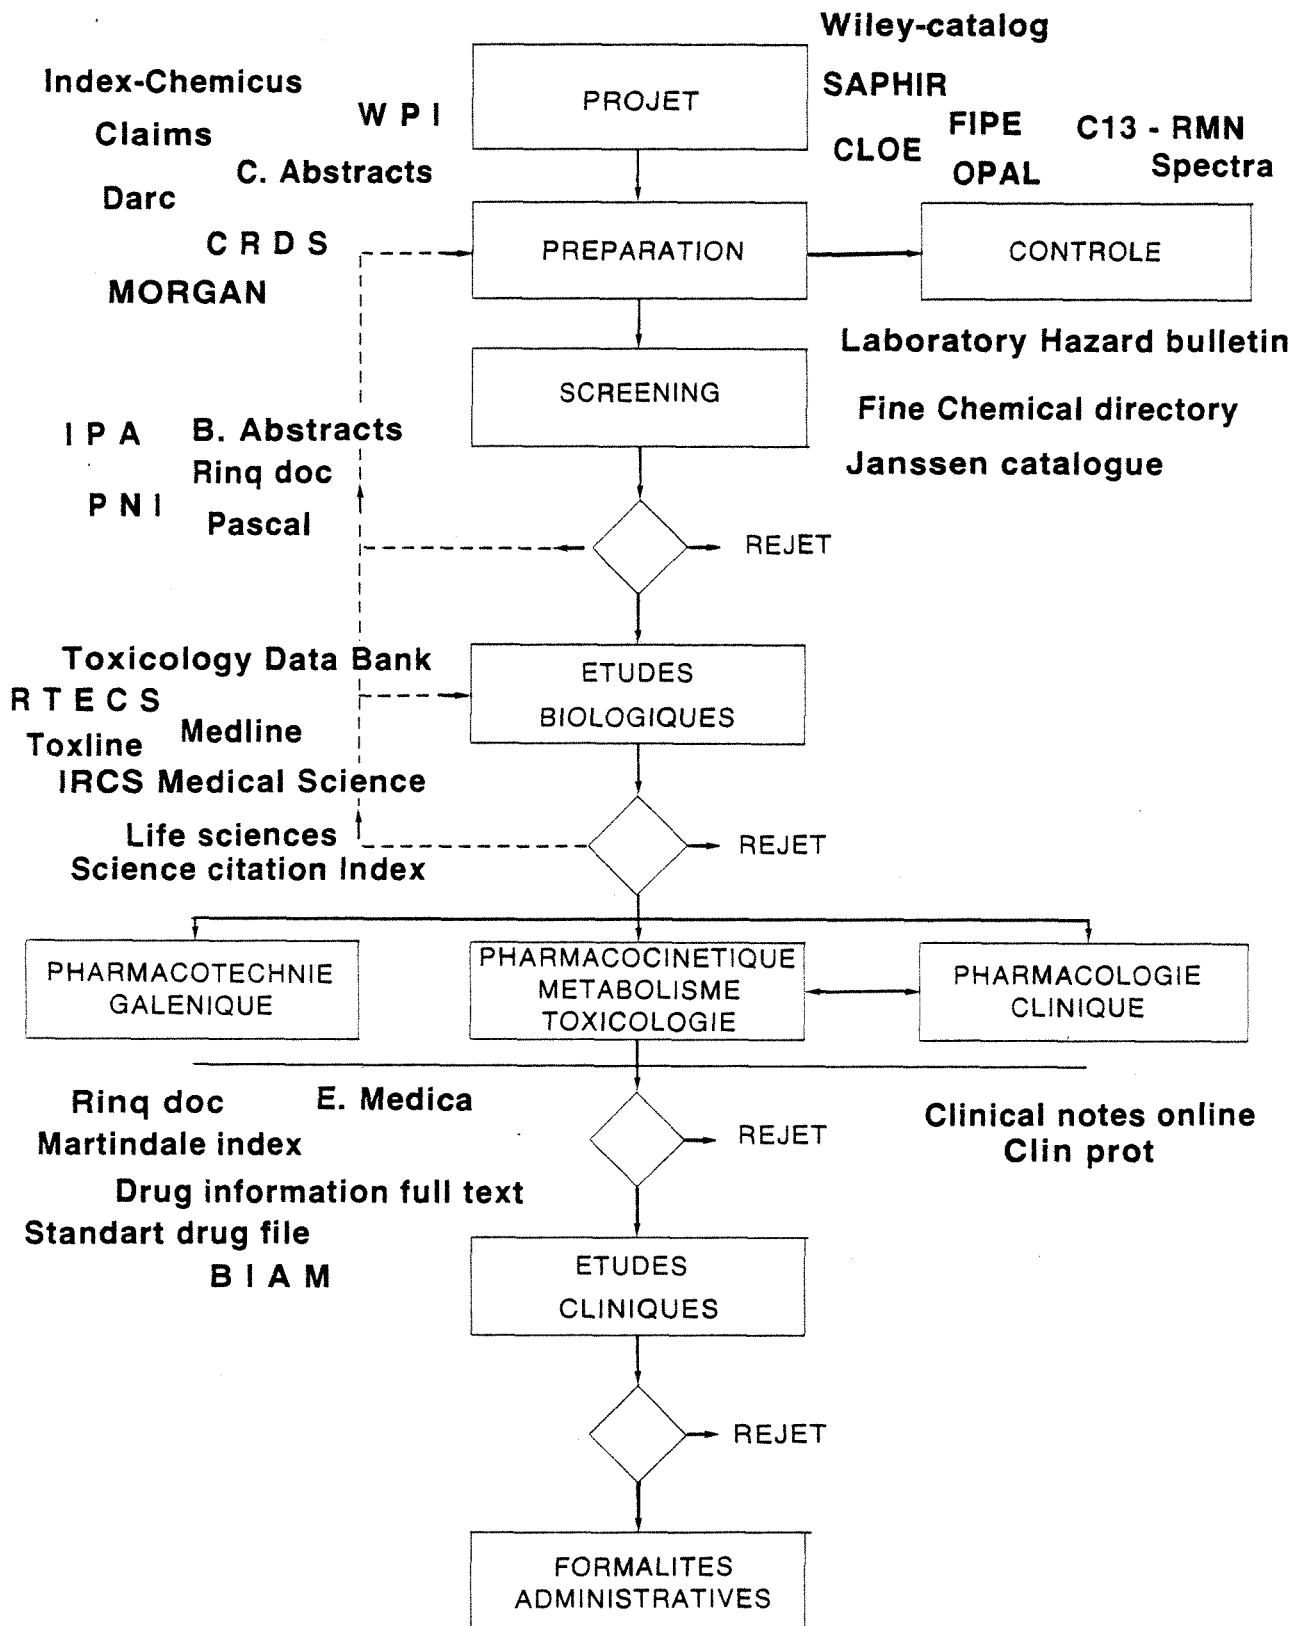 Wiley-catalog
Index-Chemicus
PROJET
SAPHIR
W P I
Claims
FIPE
C13 - RMN
CLOE
OPAL
Spectra
C. Abstracts
Darc
C R D S
PREPARATION
CONTROLE
MORGAN
Laboratory Hazard bulletin
SCREENING
Fine Chemical directory
I P A
B. Abstracts
Janssen catalogue
Rinq doc
P N I
Pascal
REJET
Toxicology Data Bank
ETUDES
BIOLOGIQUES
R T E C S
Medline
Toxline
IRCS Medical Science
Life sciences
REJET
Science citation Index
PHARMACOTECHNIE
GALENIQUE
PHARMACOCINETIQUE
METABOLISME
TOXICOLOGIE
PHARMACOLOGIE
CLINIQUE
Rinq doc
E. Medica
Martindale index
REJET
Clinical notes online
Clin prot
Drug information full text
Standart drug file
B I A M
ETUDES
CLINIQUES
REJET
FORMALITES
ADMINISTRATIVES